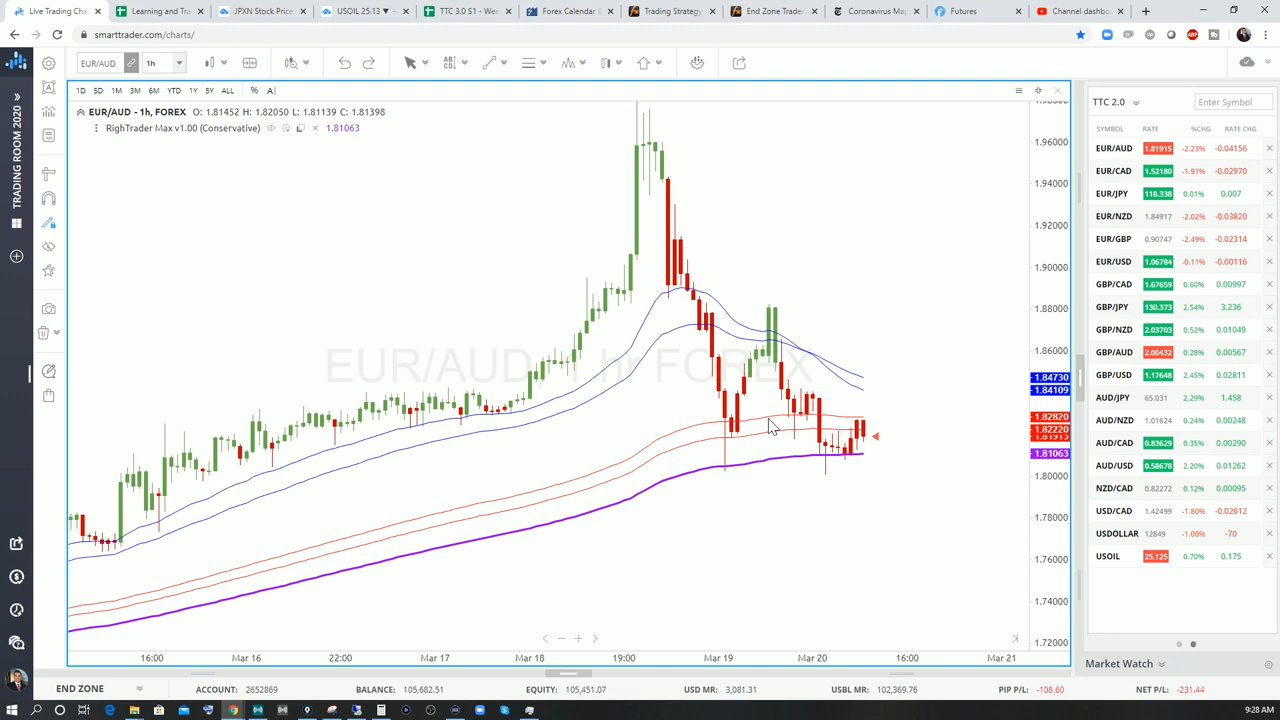 Live Trading Cha
Learning and Tra
JPXN Stock Price
USOIL 25.13 ▼
TTC 3.0 S1 - Wee
Forex Calendar @
Trading Strategy
End Zone Trader
Coronavirus Map
Futures
Channel dashbo
smarttrader.com/charts/
EUR/AUD 1h
1D 5D 1M 3M 6M YTD 1Y 5Y ALL % A
EUR/AUD - 1h, FOREX O: 1.81452 H: 1.82050 L: 1.81139 C: 1.81398
RighTrader Max v1.00 (Conservative) 1.81063
TRADING ROOM 2020
EUR/AUD, 1 hr FOREX
1.96000
1.94000
1.92000
1.90000
1.88000
1.86000
1.84730
1.84109
1.82820
1.82220
1.81915
1.81063
1.80000
1.78000
1.76000
1.74000
1.72000
16:00 Mar 16 22:00 Mar 17 Mar 18 19:00 Mar 19 Mar 20 16:00 Mar 21
TTC 2.0 Enter Symbol
SYMBOL RATE %CHG RATE CHG
EUR/AUD 1.81915 -2.23% -0.04156
EUR/CAD 1.52180 -1.91% -0.02970
EUR/JPY 118.338 0.01% 0.007
EUR/NZD 1.84917 -2.02% -0.03820
EUR/GBP 0.90747 -2.49% -0.02314
EUR/USD 1.06784 -0.11% -0.00116
GBP/CAD 1.67659 0.60% 0.00997
GBP/JPY 130.373 2.54% 3.236
GBP/NZD 2.03703 0.52% 0.01049
GBP/AUD 2.00432 0.28% 0.00567
GBP/USD 1.17648 2.45% 0.02811
AUD/JPY 65.031 2.29% 1.458
AUD/NZD 1.01624 0.24% 0.00248
AUD/CAD 0.83629 0.35% 0.00290
AUD/USD 0.58678 2.20% 0.01262
NZD/CAD 0.82272 0.12% 0.00095
USD/CAD 1.42499 -1.80% -0.02612
USDOLLAR 12849 -1.00% -70
USOIL 25.125 0.70% 0.175
Market Watch
END ZONE ACCOUNT: 2652869 BALANCE: 105,682.51 EQUITY: 105,451.07 USD MR: 3,081.31 USBL MR: 102,369.76 PIP P/L: -108.60 NET P/L: -231.44
9:28 AM